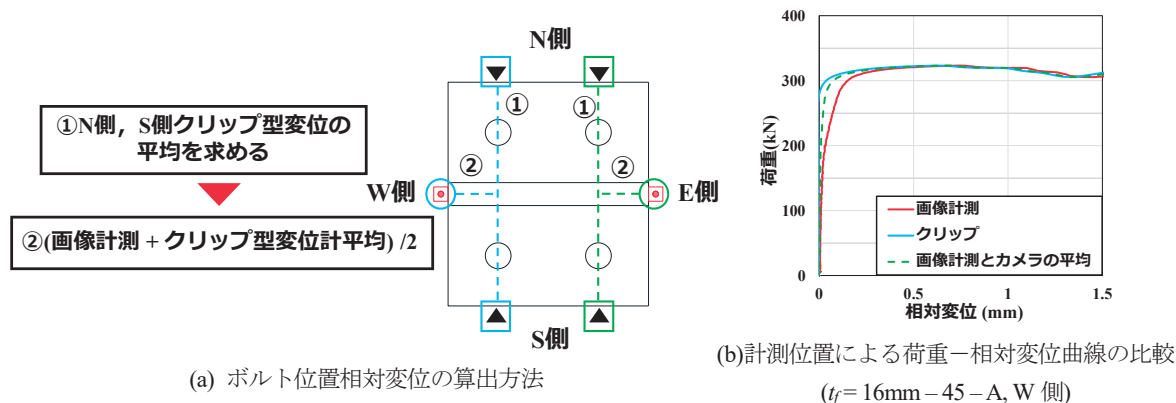 ①N側，S側クリップ型変位の
平均を求める
②(画像計測 + クリップ型変位計平均) /2
N側
①
①
②
②
W側
E側
S側
(a) ボルト位置相対変位の算出方法
400
300
200
100
0
荷重(kN)
画像計測
クリップ
画像計測とカメラの平均
0
0.5
1
1.5
相対変位 (mm)
(b)計測位置による荷重－相対変位曲線の比較
(tf = 16mm – 45 – A, W 側)